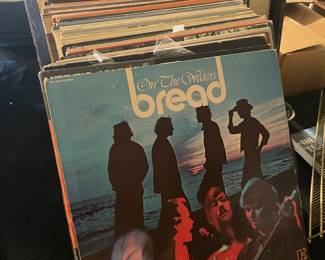 On The Waters
bread